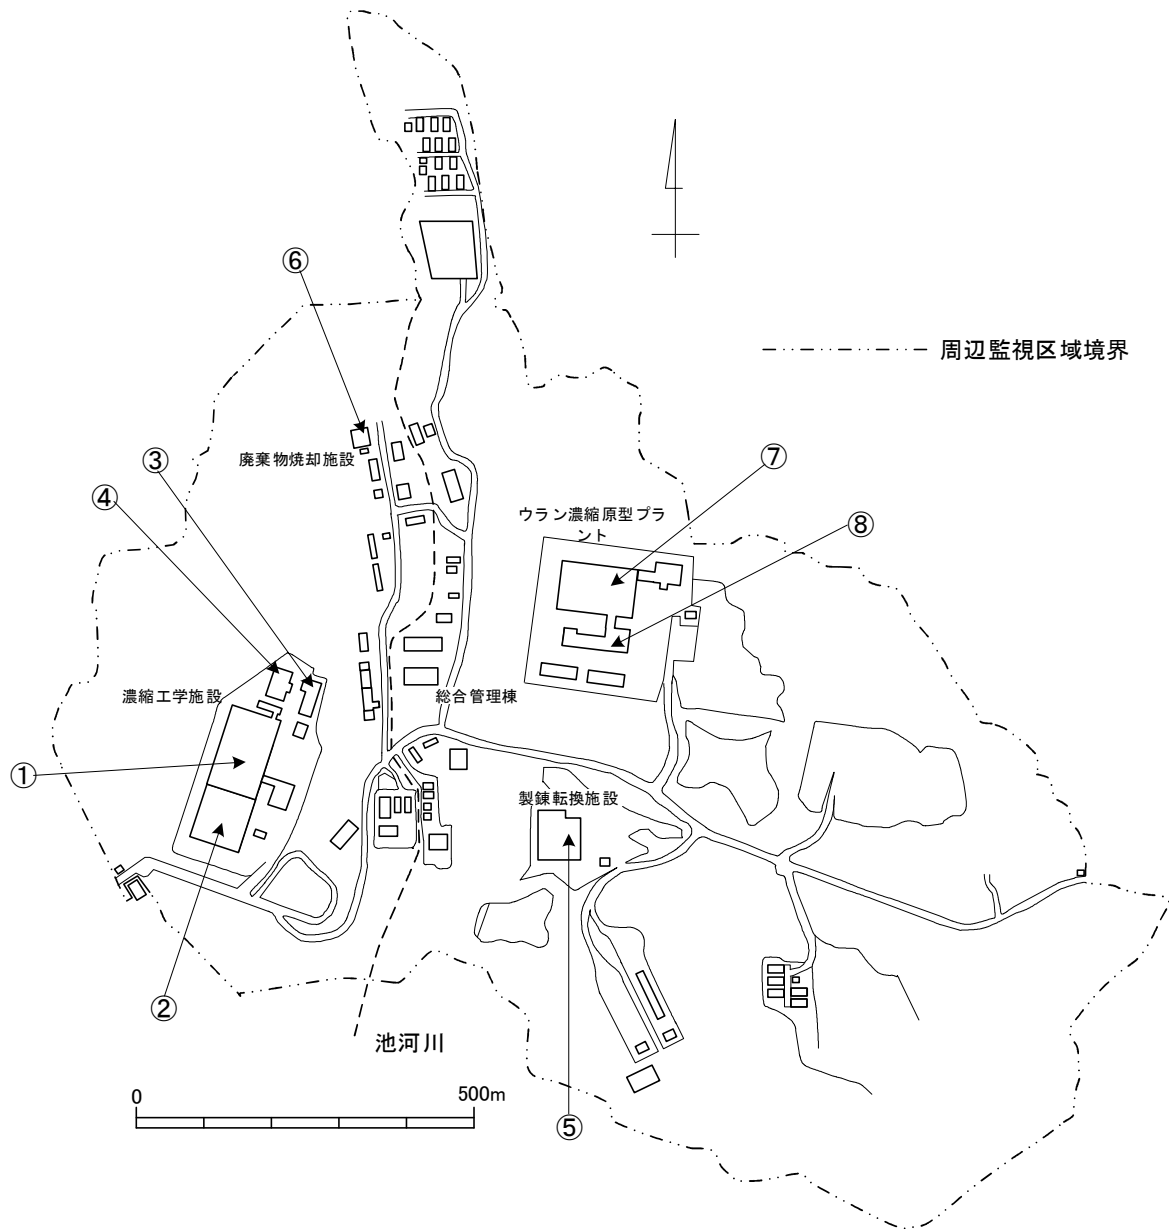 ⑥
周辺監視区域境界
③
廃棄物焼却施設
⑦
④
ウラン濃縮原型プラ
ント
⑧
濃縮工学施設
総合管理棟
①
製錬転換施設
②
池河川
0
500m
⑤